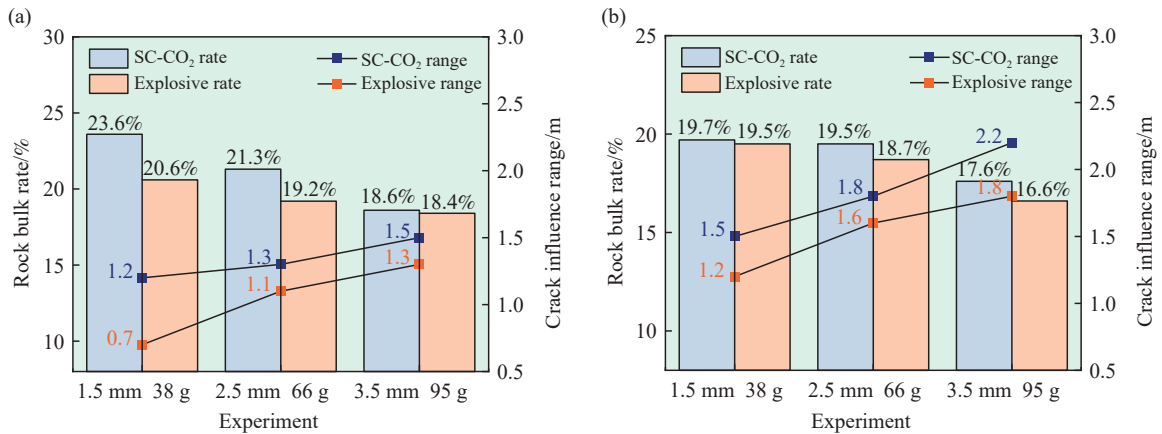 (a)
30
25
20
15
10
Rock bulk rate/%
SC-CO₂ rate
Explosive rate
SC-CO₂ range
Explosive range
23.6%
20.6%
21.3%
19.2%
18.6%
18.4%
1.2
1.3
1.5
0.7
1.1
1.3
3.0
2.5
2.0
1.5
1.0
0.5
Crack influence range/m
1.5 mm 38 g 2.5 mm 66 g 3.5 mm 95 g
Experiment
(b)
25
20
15
10
Rock bulk rate/%
SC-CO₂ rate
Explosive rate
SC-CO₂ range
Explosive range
19.7%
19.5%
19.5%
18.7%
17.6%
16.6%
1.5
1.8
2.2
1.2
1.6
1.8
3.0
2.5
2.0
1.5
1.0
0.5
Crack influence range/m
1.5 mm 38 g 2.5 mm 66 g 3.5 mm 95 g
Experiment